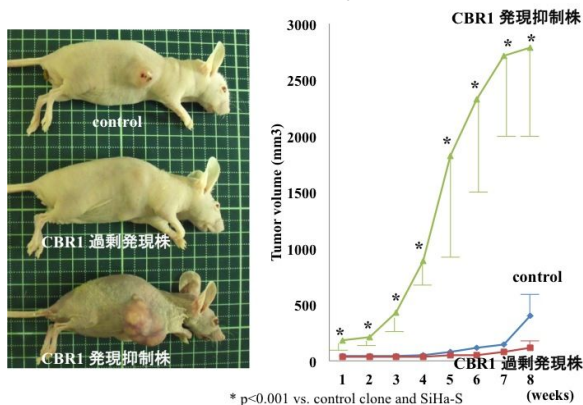 control
CBR1 過剰発現株
CBR1 発現抑制株
CBR1 発現抑制株
3000
2500
2000
1500
1000
500
0
Tumor volume (mm3)
*
*
*
*
*
*
*
*
control
CBR1 過剰発現株
1 2 3 4 5 6 7 8
(weeks)
* p<0.001 vs. control clone and SiHa-S